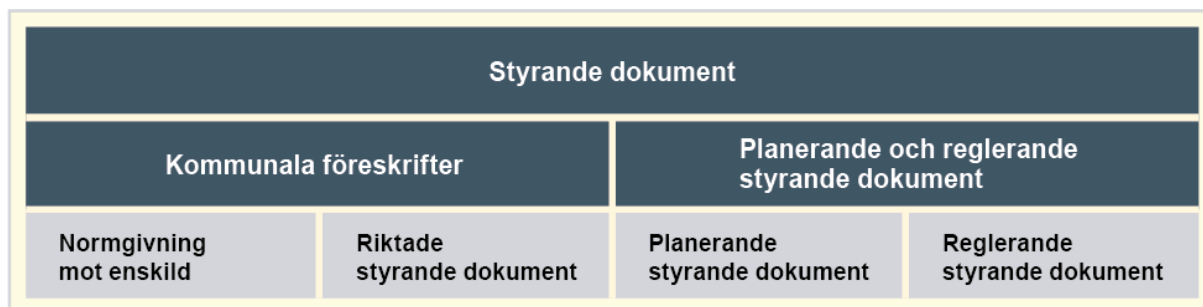 Styrande dokument
Kommunala föreskrifter
Planerande och reglerande
styrande dokument
Normgivning
mot enskild
Riktade
styrande dokument
Planerande
styrande dokument
Reglerande
styrande dokument